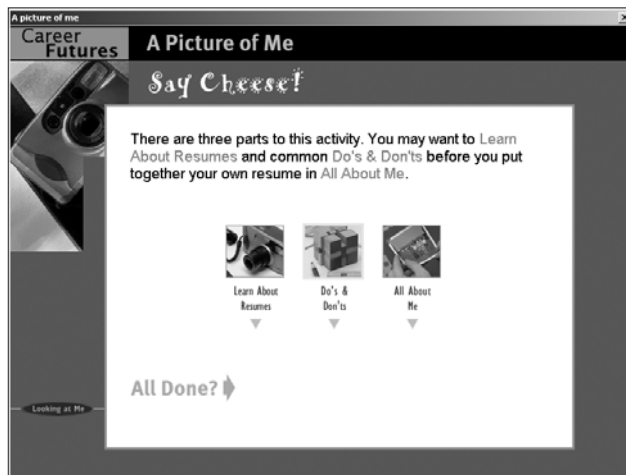 A picture of me
Career
Futures
A Picture of Me
Say Cheese!
There are three parts to this activity. You may want to Learn
About Resumes and common Do's & Don'ts before you put
together your own resume in All About Me.
Learn About
Resumes
Do's &
Don'ts
All About
Me
All Done?
Looking at Me